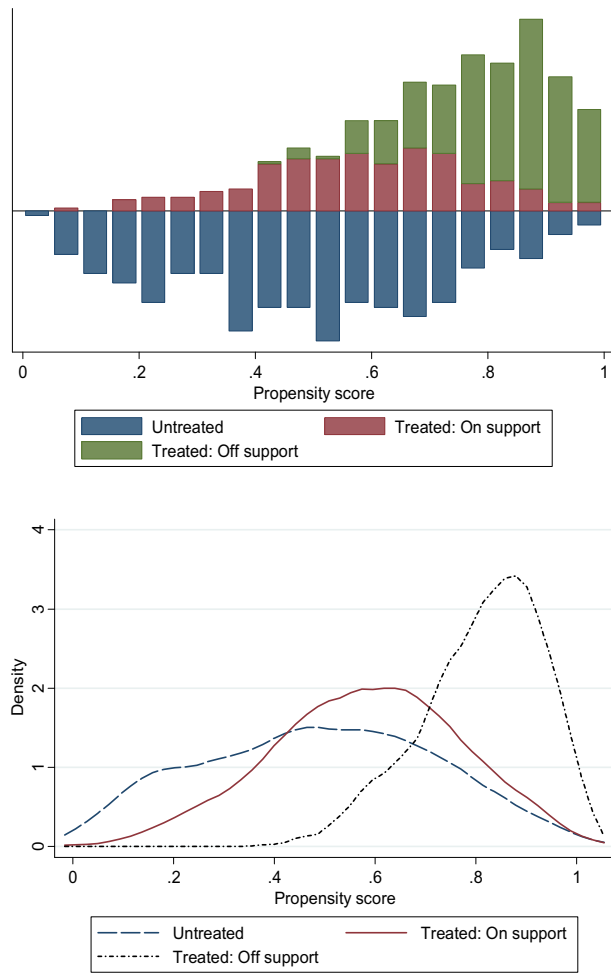 0 .2 .4 .6 .8 1
Propensity score
Untreated Treated: On support
Treated: Off support
4
3
2
1
0
Density
0 .2 .4 .6 .8 1
Propensity score
Untreated Treated: On support
Treated: Off support